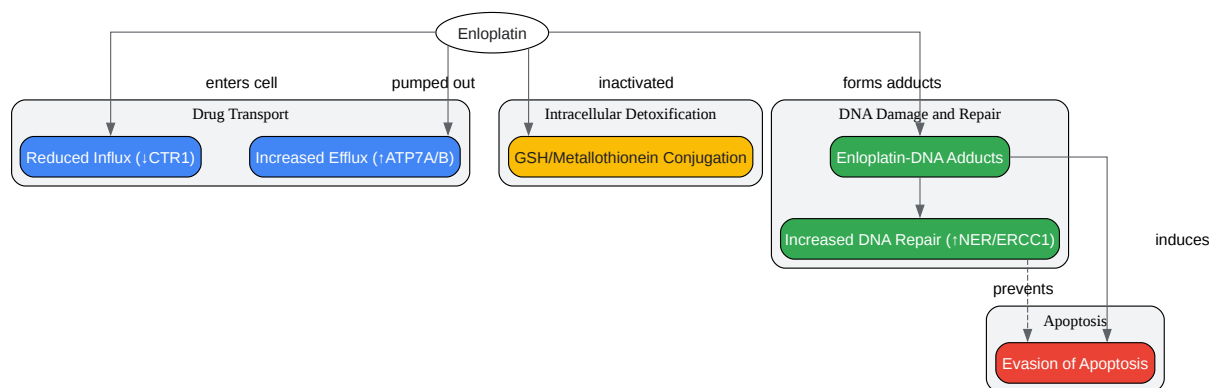 Enloplatin
enters cell
pumped out
inactivated
forms adducts
Drug Transport
Intracellular Detoxification
DNA Damage and Repair
Reduced Influx (↓CTR1)
Increased Efflux (↑ATP7A/B)
GSH/Metallothionein Conjugation
Enloplatin-DNA Adducts
Increased DNA Repair (↑NER/ERCC1)
induces
prevents
Apoptosis
Evasion of Apoptosis